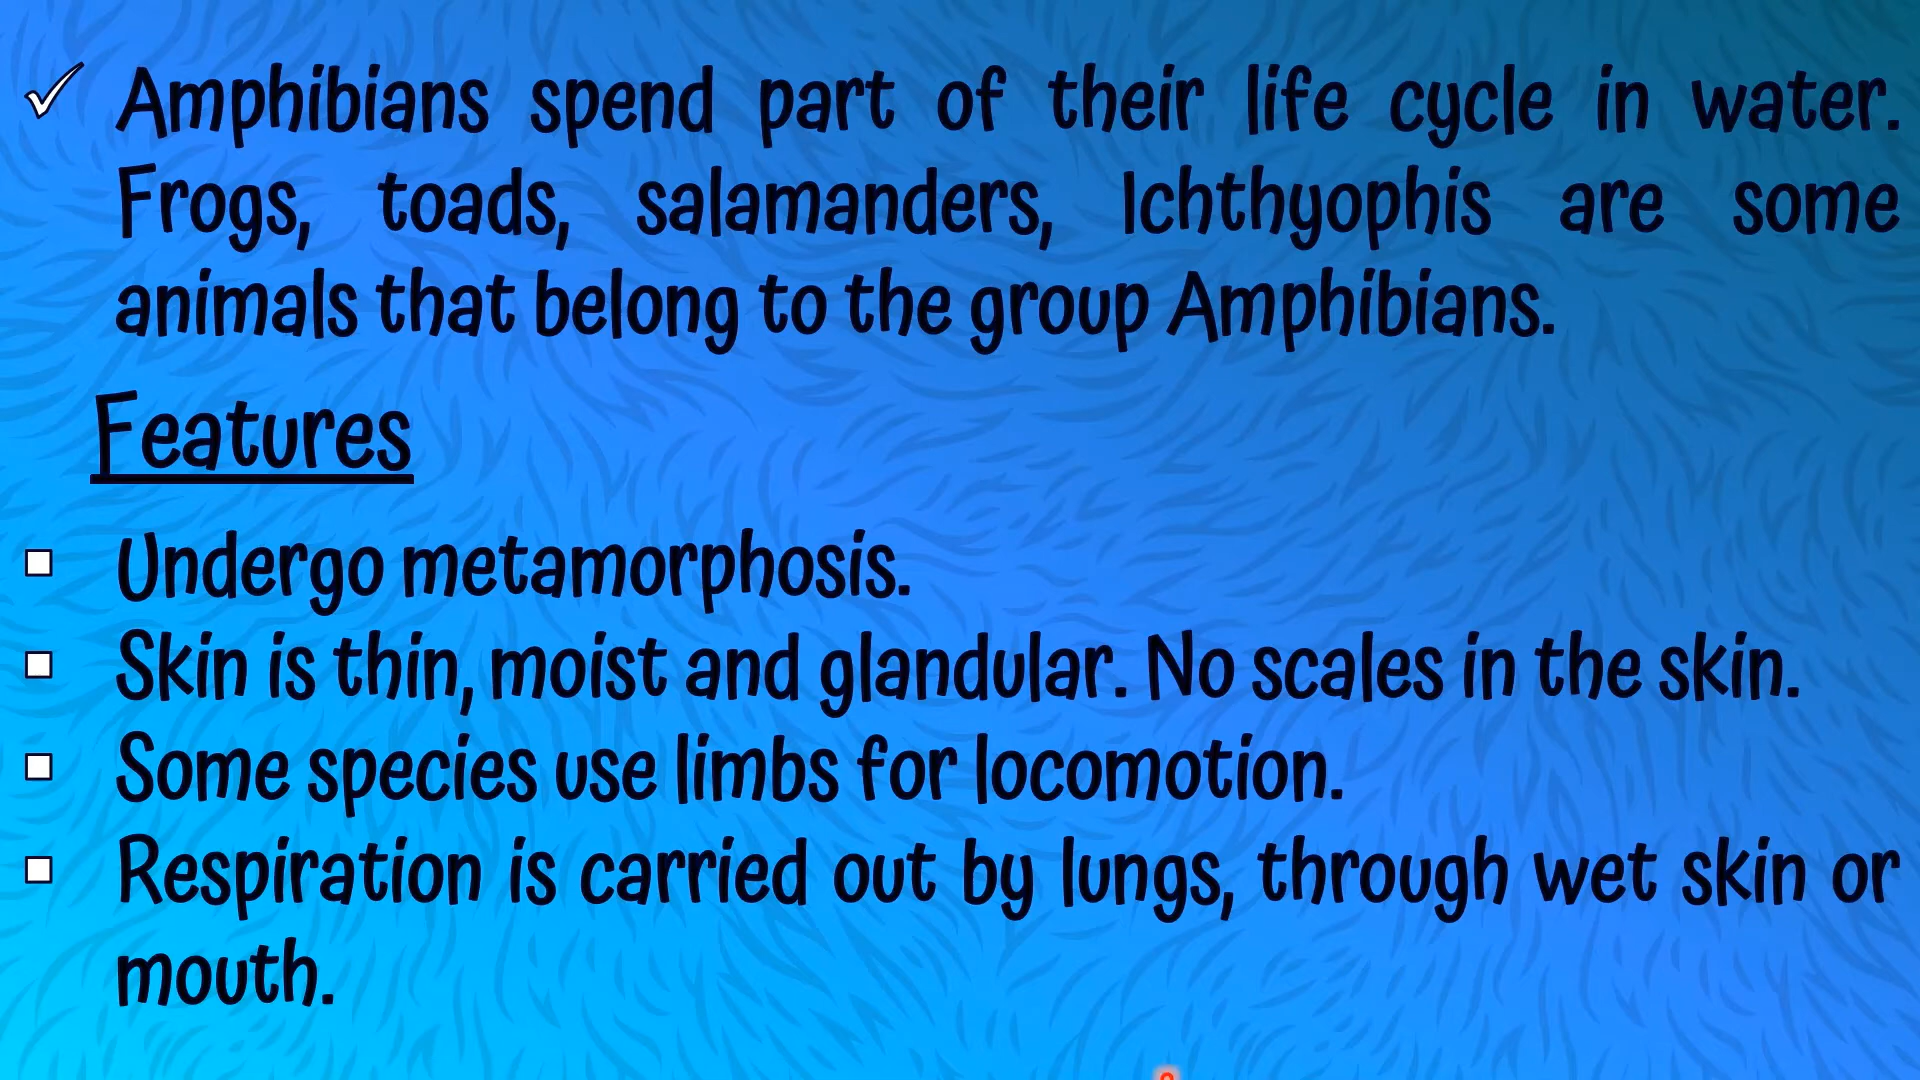 Amphibians spend part of their life cycle in water.
Frogs, toads, salamanders, Ichthyophis are some
animals that belong to the group Amphibians.
Features
Undergo metamorphosis.
Skin is thin, moist and glandular. No scales in the skin.
Some species use limbs for locomotion.
Respiration is carried out by lungs, through wet skin or
mouth.